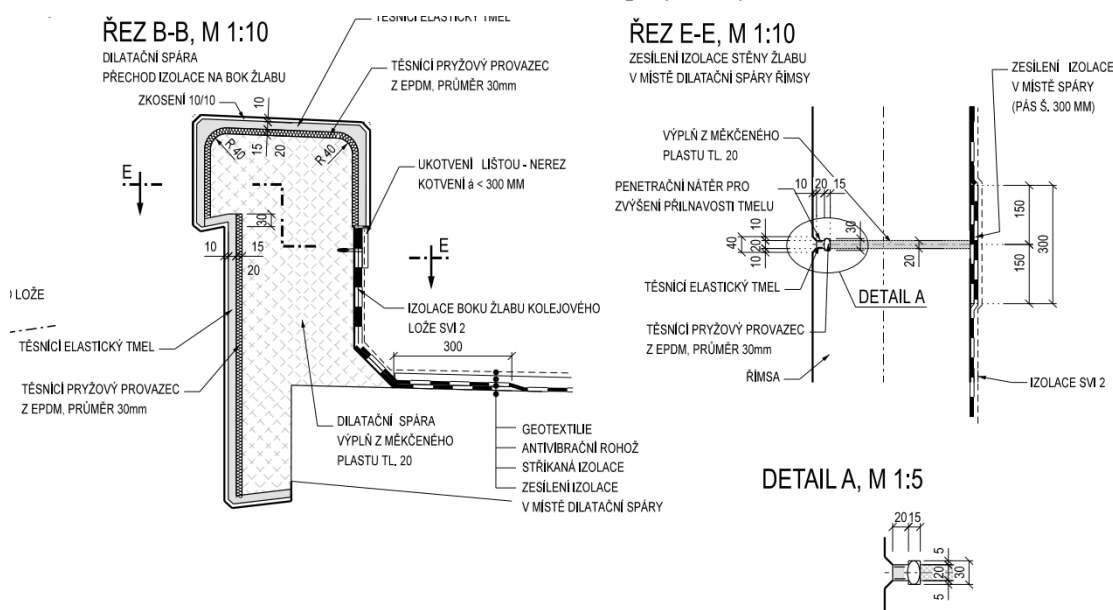 TĚSNÍCÍ ELASTICKÝ TMEL
ŘEZ B-B, M 1:10
DILATAČNÍ SPÁRA
PŘECHOD IZOLACE NA BOK ŽLABU
ZKOSENÍ 10/10
10
TĚSNÍCÍ PRYŽOVÝ PROVAZEC
Z EPDM, PRŮMĚR 30mm
R 40
15
20
R 40
UKOTVENÍ LIŠTOU - NEREZ
KOTVENÍ á < 300 MM
E
30
E
10
15
20
O LOŽE
IZOLACE BOKU ŽLABU KOLEJOVÉHO
LOŽE SVI 2
TĚSNÍCÍ ELASTICKÝ TMEL
300
TĚSNÍCÍ PRYŽOVÝ PROVAZEC
Z EPDM, PRŮMĚR 30mm
DILATAČNÍ SPÁRA
VÝPLŇ Z MĚKČENÉHO
PLASTU TL. 20
GEOTEXTILIE
ANTIVIBRAČNÍ ROHOŽ
STŘÍKANÁ IZOLACE
ZESÍLENÍ IZOLACE
V MÍSTĚ DILATAČNÍ SPÁRY
ŘEZ E-E, M 1:10
ZESÍLENÍ IZOLACE STĚNY ŽLABU
V MÍSTĚ DILATAČNÍ SPÁRY ŘÍMSY
ZESÍLENÍ IZOLACE
V MÍSTĚ SPÁRY
(PÁS Š. 300 MM)
VÝPLŇ Z MĚKČENÉHO
PLASTU TL. 20
PENETRAČNÍ NÁTĚR PRO
ZVÝŠENÍ PŘILNAVOSTI TMELU
10 20 15
40
10
20
10
30
20
150
150
300
TĚSNÍCÍ ELASTICKÝ TMEL
DETAIL A
TĚSNÍCÍ PRYŽOVÝ PROVAZEC
Z EPDM, PRŮMĚR 30mm
ŘÍMSA
IZOLACE SVI 2
DETAIL A, M 1:5
20 15
5
20
5
30